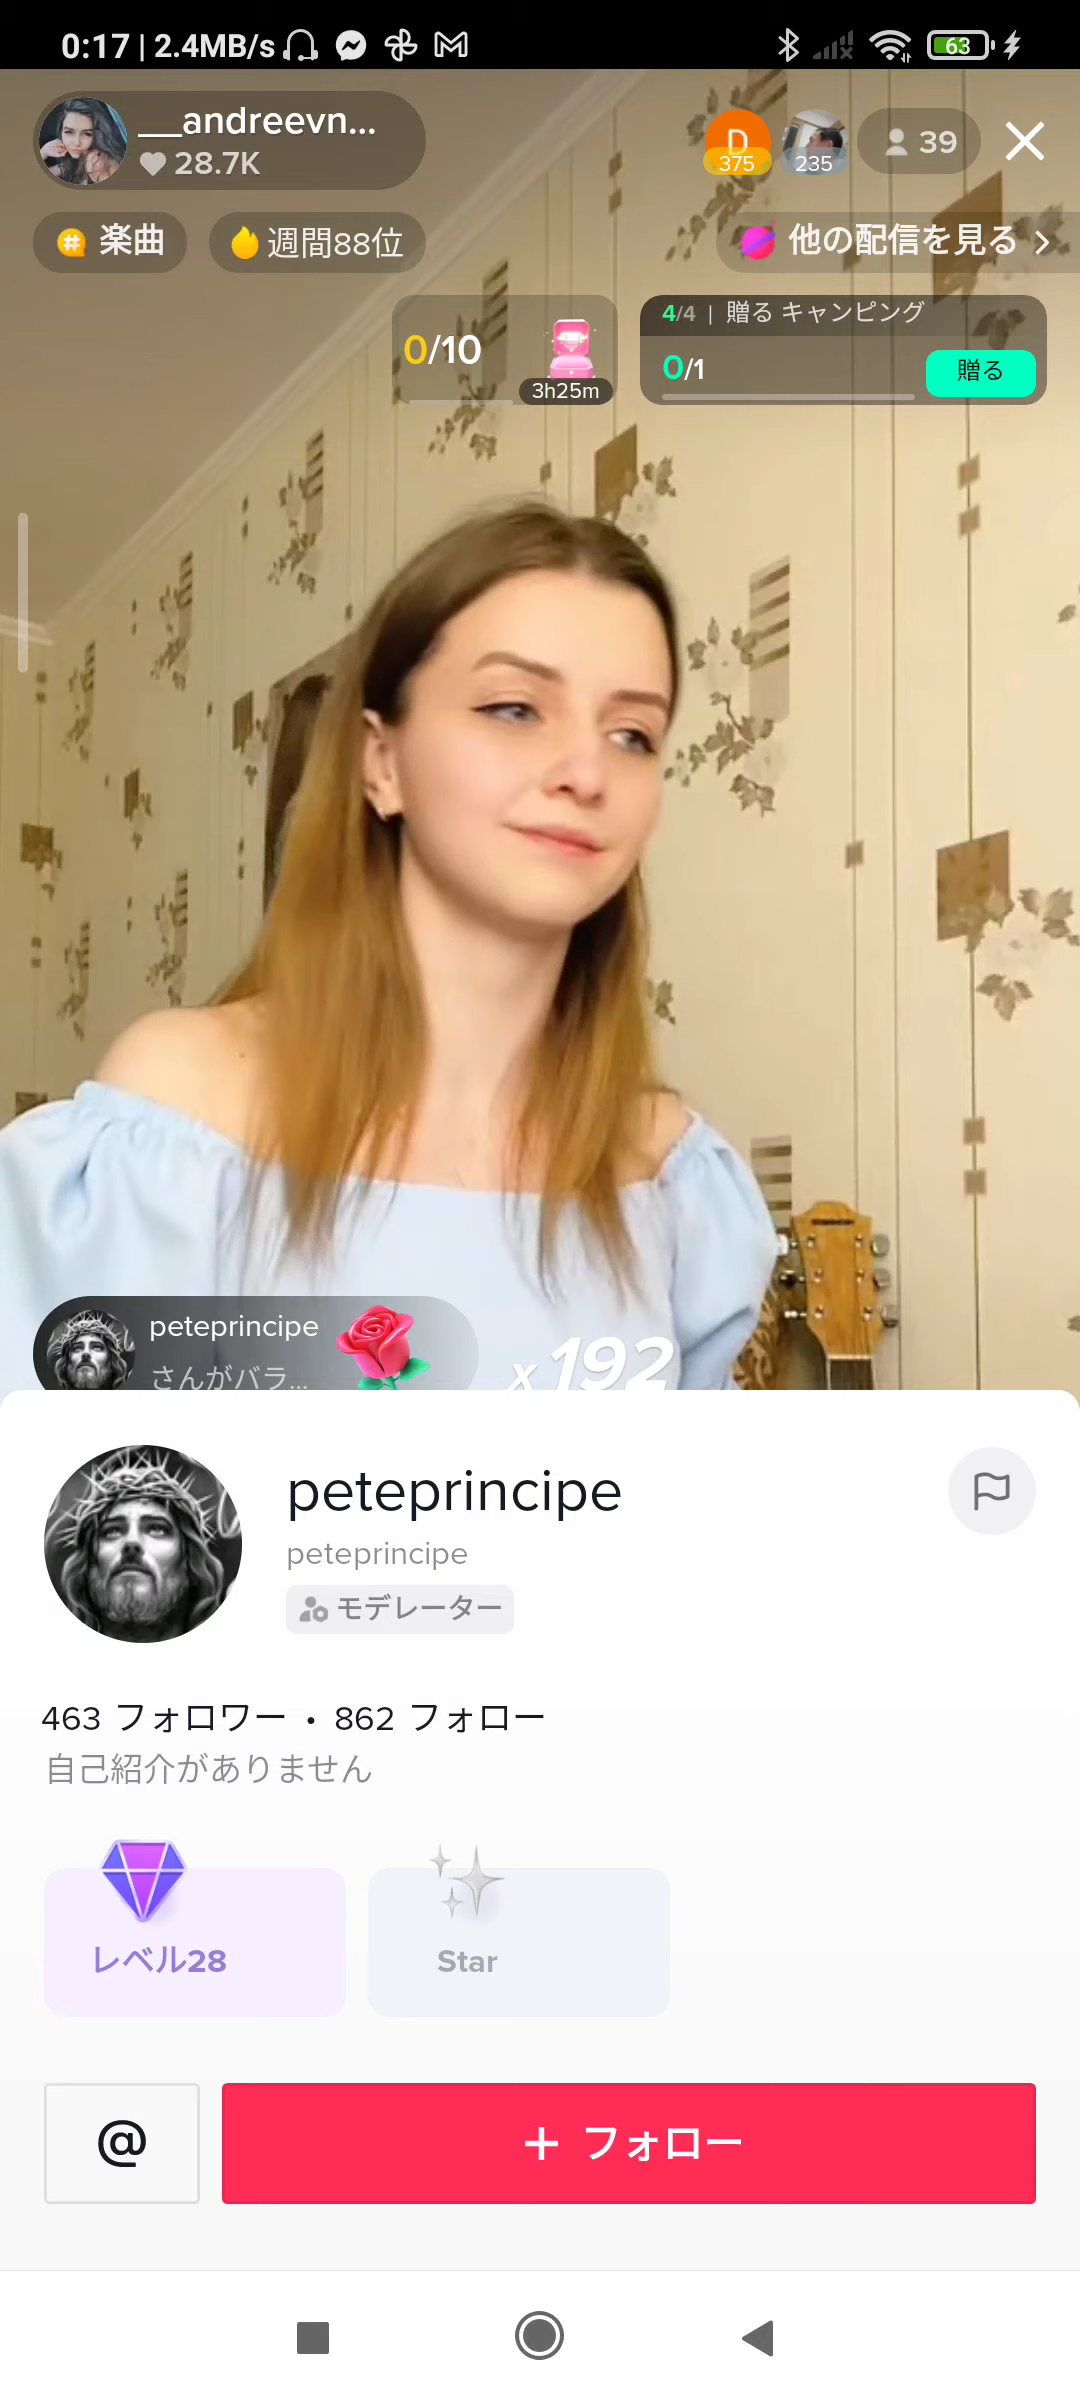 0:17 | 2.4MB/s
63
__andreevn...
28.7K
D
375
235
39
楽曲
週間88位
他の配信を見る
0/10
3h25m
4/4 | 贈る キャンピング
0/1
贈る
peteprincipe
さんがバラ...
x192
peteprincipe
peteprincipe
モデレーター
463 フォロワー • 862 フォロー
自己紹介がありません
レベル28
Star
@
+ フォロー